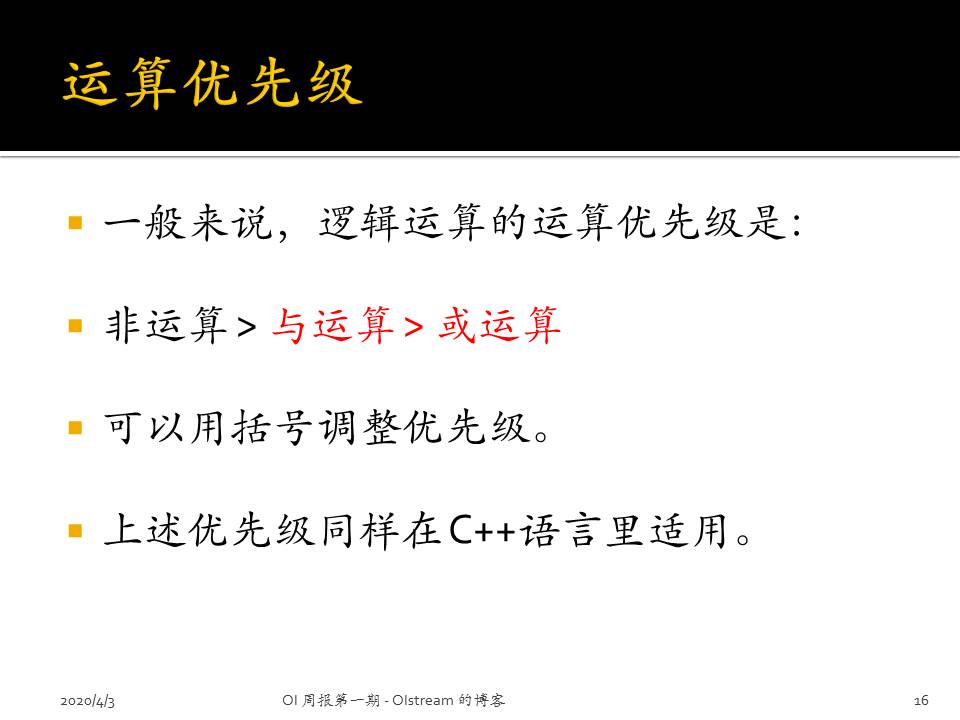 运算优先级
一般来说，逻辑运算的运算优先级是：
非运算 > 与运算 > 或运算
可以用括号调整优先级。
上述优先级同样在C++语言里适用。
2020/4/3 OI 周报第一期 - OIstream 的博客 16